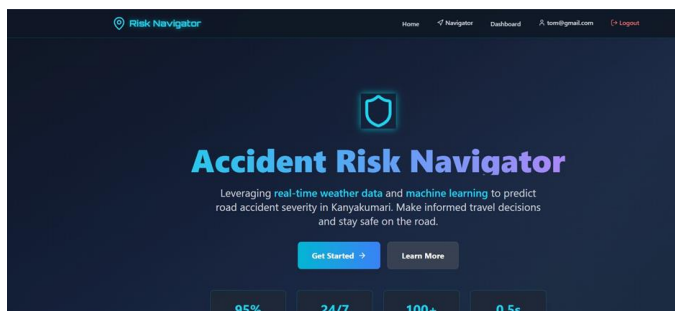 Risk Navigator
Home Navigator Dashboard tom@gmail.com Logout
Accident Risk Navigator
Leveraging real-time weather data and machine learning to predict
road accident severity in Kanyakumari. Make informed travel decisions
and stay safe on the road.
Get Started → Learn More
95% 24/7 100+ 0.5s